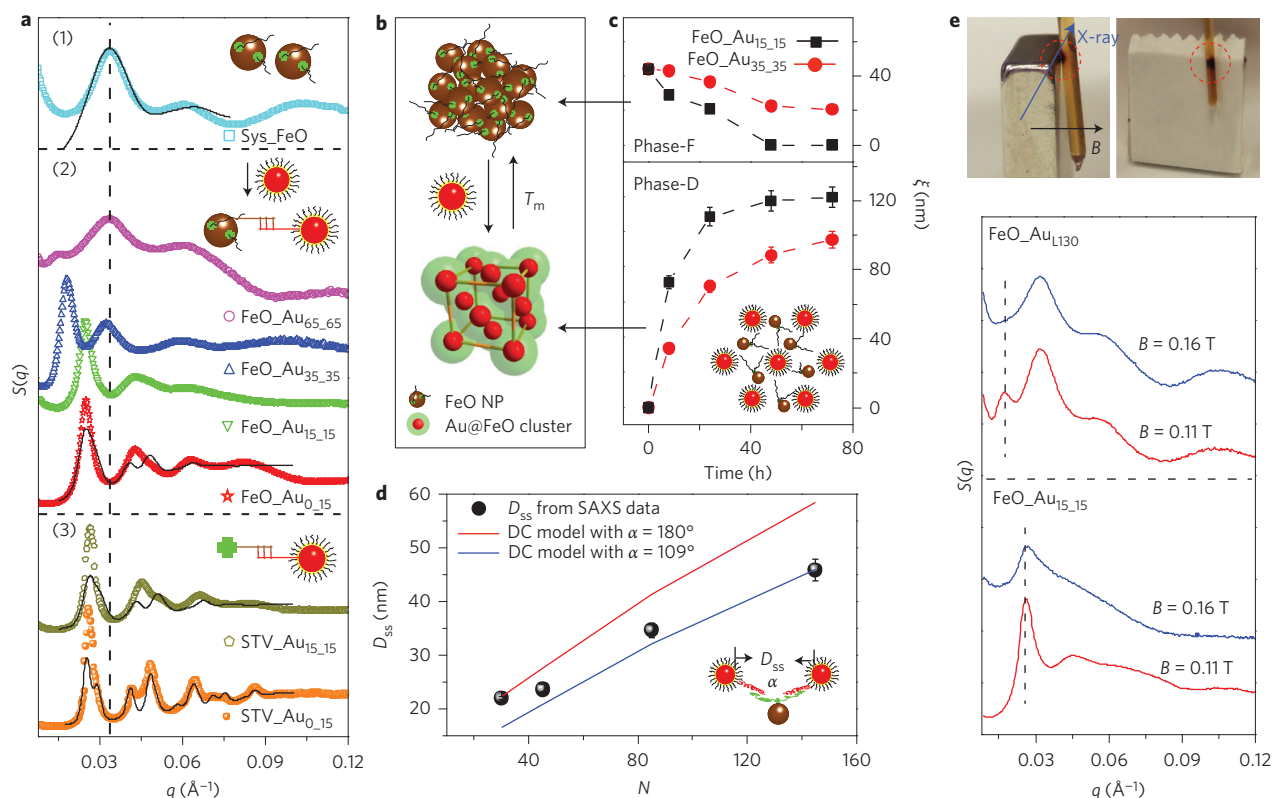 a
(1)
Sys_FeO
(2)
FeO_Au65_65
FeO_Au35_35
FeO_Au15_15
FeO_Au0_15
(3)
STV_Au15_15
STV_Au0_15
S(q)
0.03 0.06 0.09 0.12
q (Å−1)
b
Tm
FeO NP
Au@FeO cluster
c
FeO_Au15_15
FeO_Au35_35
Phase-F
40
0
Phase-D
120
80
40
0
ξ (nm)
0 20 40 60 80
Time (h)
d
Dss from SAXS data
DC model with α = 180°
DC model with α = 109°
Dss
α
60
50
40
30
20
Dss (nm)
40 80 120 160
N
e
X-ray
B
FeO_AuL130
B = 0.16 T
B = 0.11 T
FeO_Au15_15
B = 0.16 T
B = 0.11 T
S(q)
0.03 0.06 0.09 0.12
q (Å−1)